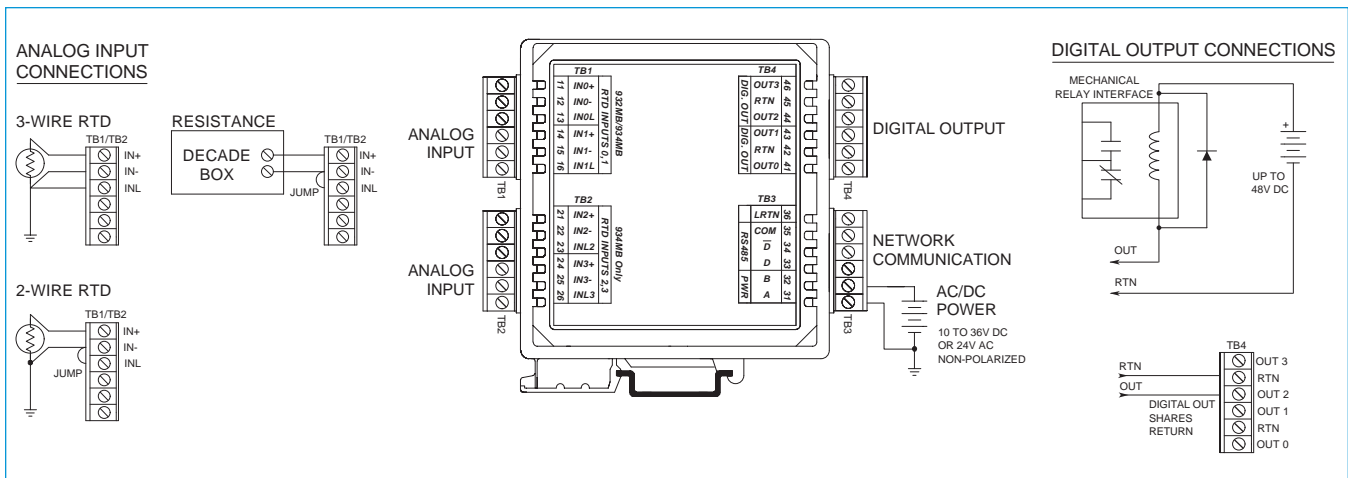 ANALOG INPUT
CONNECTIONS
3-WIRE RTD
TB1/TB2
IN+
IN-
INL
RESISTANCE
DECADE
BOX
TB1/TB2
IN+
IN-
INL
JUMP
2-WIRE RTD
TB1/TB2
IN+
IN-
INL
JUMP
ANALOG
INPUT
TB1
ANALOG
INPUT
TB2
TB1
11 IN0+
12 IN0-
13 IN0L
14 IN1+
15 IN1-
16 IN1L
RTD INPUTS 0,1
932MB/934MB
TB2
21 IN2+
22 IN2-
23 INL2
24 IN3+
25 IN3-
26 INL3
RTD INPUTS 2,3
934MB Only
TB4
DIG. OUT
DIG. OUT
OUT3 46
RTN 45
OUT2 44
OUT1 43
RTN 42
OUT0 41
TB3
LRTN 36
RS485
COM 35
D 34
D 33
PWR
B 32
A 31
DIGITAL OUTPUT
TB4
NETWORK
COMMUNICATION
TB3
AC/DC
POWER
10 TO 36V DC
OR 24V AC
NON-POLARIZED
DIGITAL OUTPUT CONNECTIONS
MECHANICAL
RELAY INTERFACE
+
UP TO
48V DC
OUT
RTN
TB4
RTN
OUT
DIGITAL OUT
SHARES
RETURN
OUT 3
RTN
OUT 2
OUT 1
RTN
OUT 0